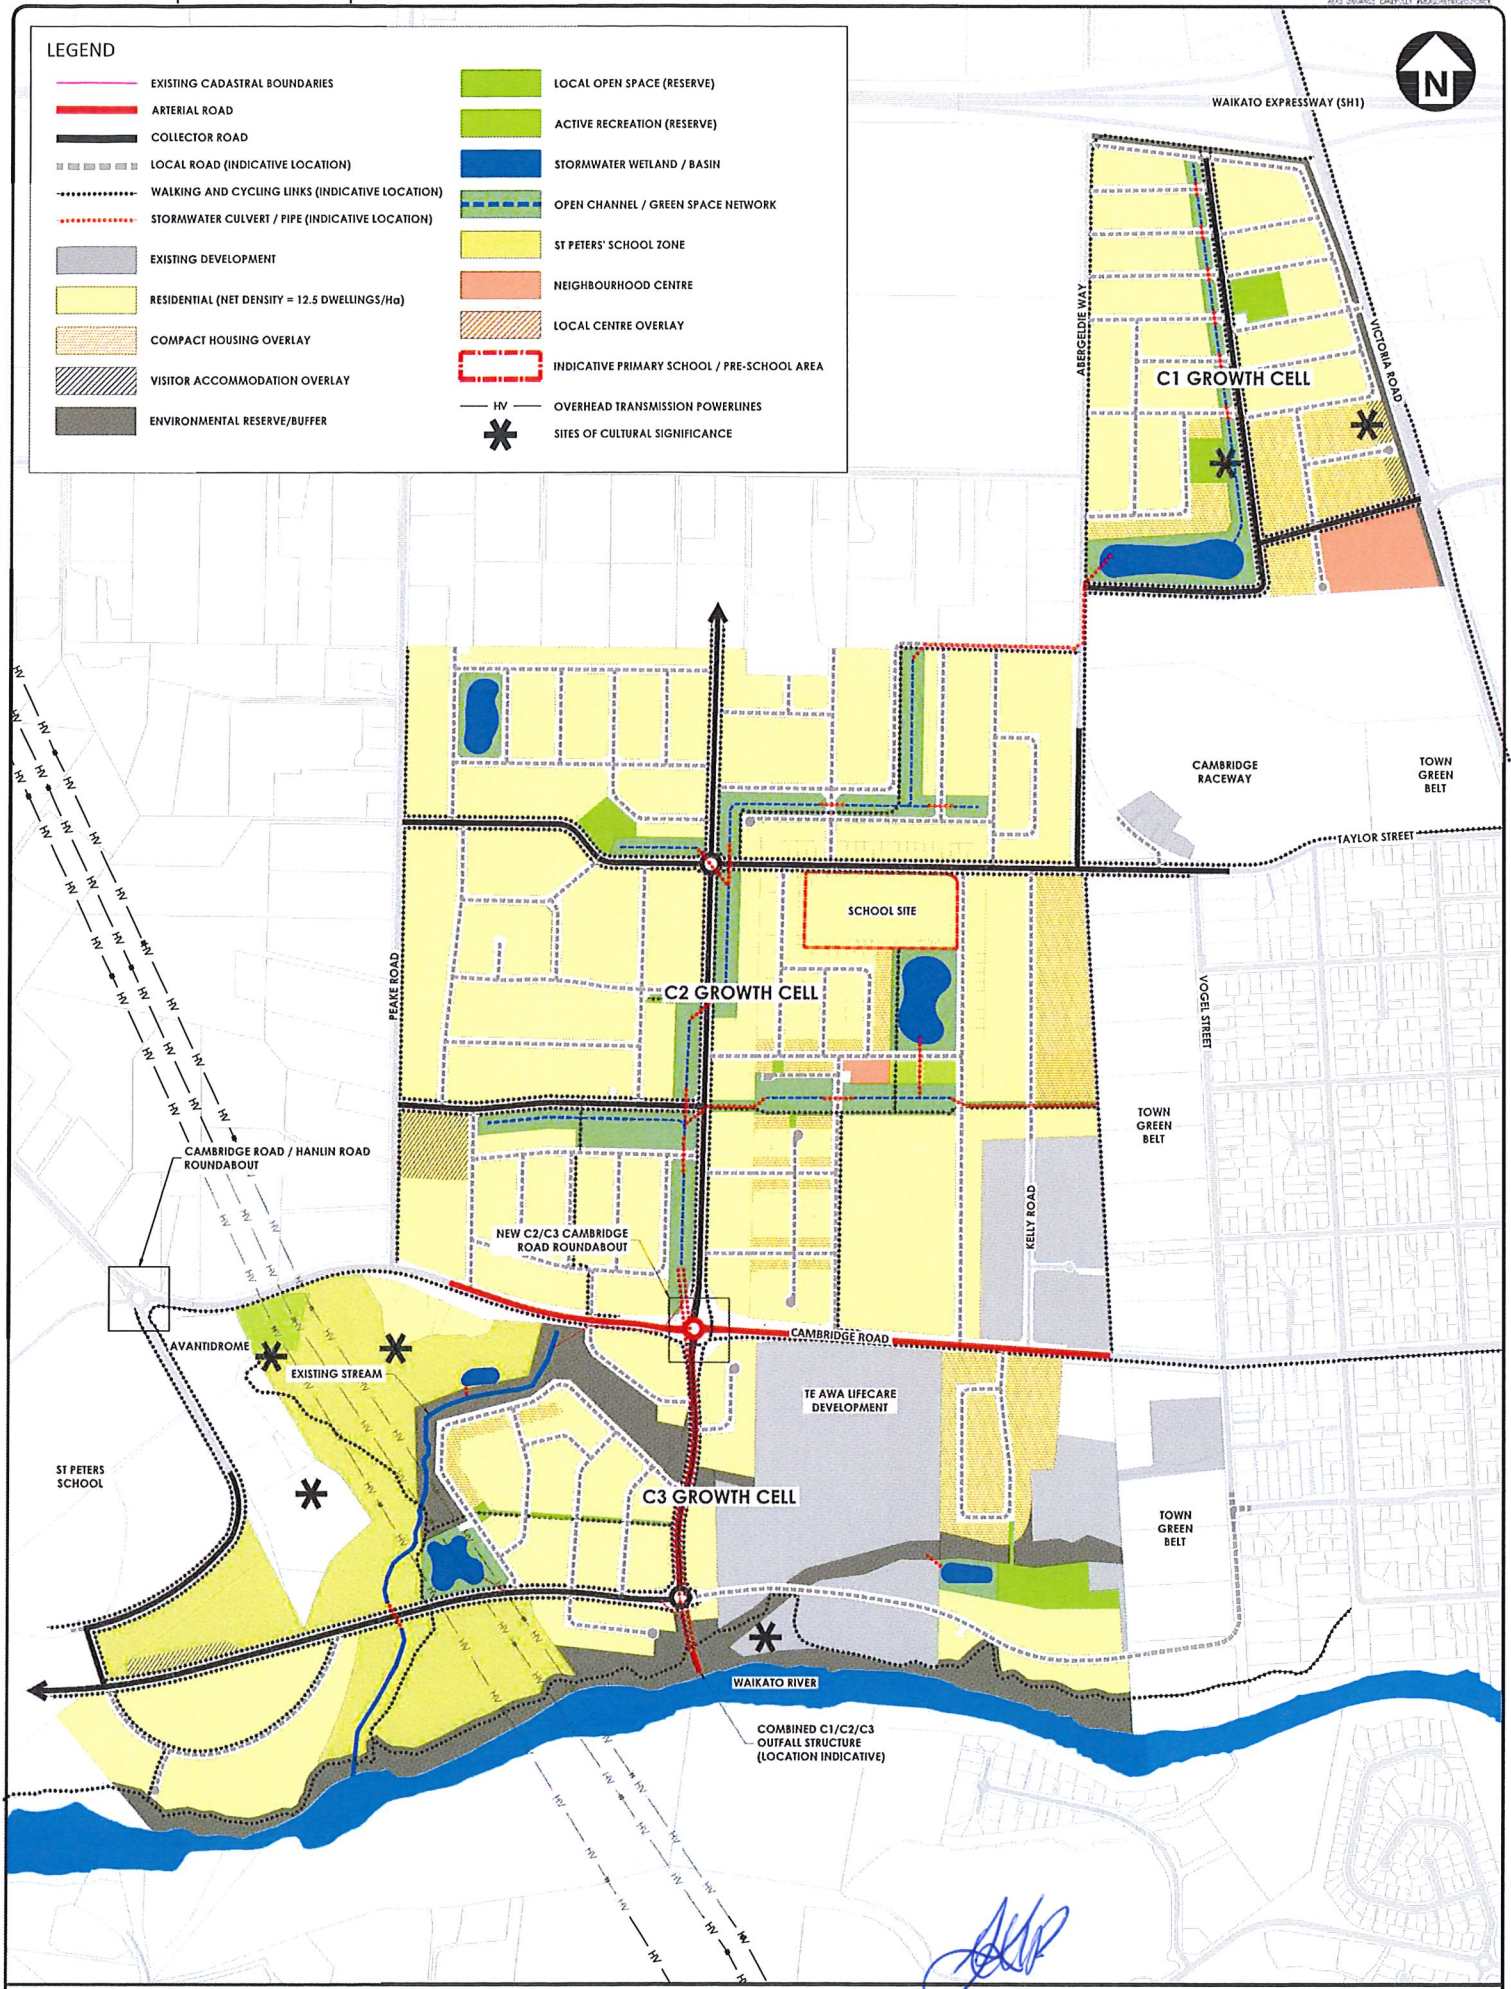 LEGEND
EXISTING CADASTRAL BOUNDARIES
ARTERIAL ROAD
COLLECTOR ROAD
LOCAL ROAD (INDICATIVE LOCATION)
WALKING AND CYCLING LINKS (INDICATIVE LOCATION)
STORMWATER CULVERT / PIPE (INDICATIVE LOCATION)
EXISTING DEVELOPMENT
RESIDENTIAL (NET DENSITY = 12.5 DWELLINGS/Ha)
COMPACT HOUSING OVERLAY
VISITOR ACCOMMODATION OVERLAY
ENVIRONMENTAL RESERVE/BUFFER
LOCAL OPEN SPACE (RESERVE)
ACTIVE RECREATION (RESERVE)
STORMWATER WETLAND / BASIN
OPEN CHANNEL / GREEN SPACE NETWORK
ST PETERS' SCHOOL ZONE
NEIGHBOURHOOD CENTRE
LOCAL CENTRE OVERLAY
INDICATIVE PRIMARY SCHOOL / PRE-SCHOOL AREA
HV
OVERHEAD TRANSMISSION POWERLINES
SITES OF CULTURAL SIGNIFICANCE
N
WAIKATO EXPRESSWAY (SH1)
ABERGELDIE WAY
VICTORIA ROAD
C1 GROWTH CELL
CAMBRIDGE
RACEWAY
TOWN
GREEN
BELT
TAYLOR STREET
SCHOOL SITE
PEAKE ROAD
C2 GROWTH CELL
VOGEL STREET
TOWN
GREEN
BELT
CAMBRIDGE ROAD / HANLIN ROAD
ROUNDABOUT
KELLY ROAD
NEW C2/C3 CAMBRIDGE
ROAD ROUNDABOUT
CAMBRIDGE ROAD
AVANTIDROME
EXISTING STREAM
TE AWA LIFECARE
DEVELOPMENT
ST PETERS
SCHOOL
C3 GROWTH CELL
TOWN
GREEN
BELT
WAIKATO RIVER
COMBINED C1/C2/C3
OUTFALL STRUCTURE
(LOCATION INDICATIVE)